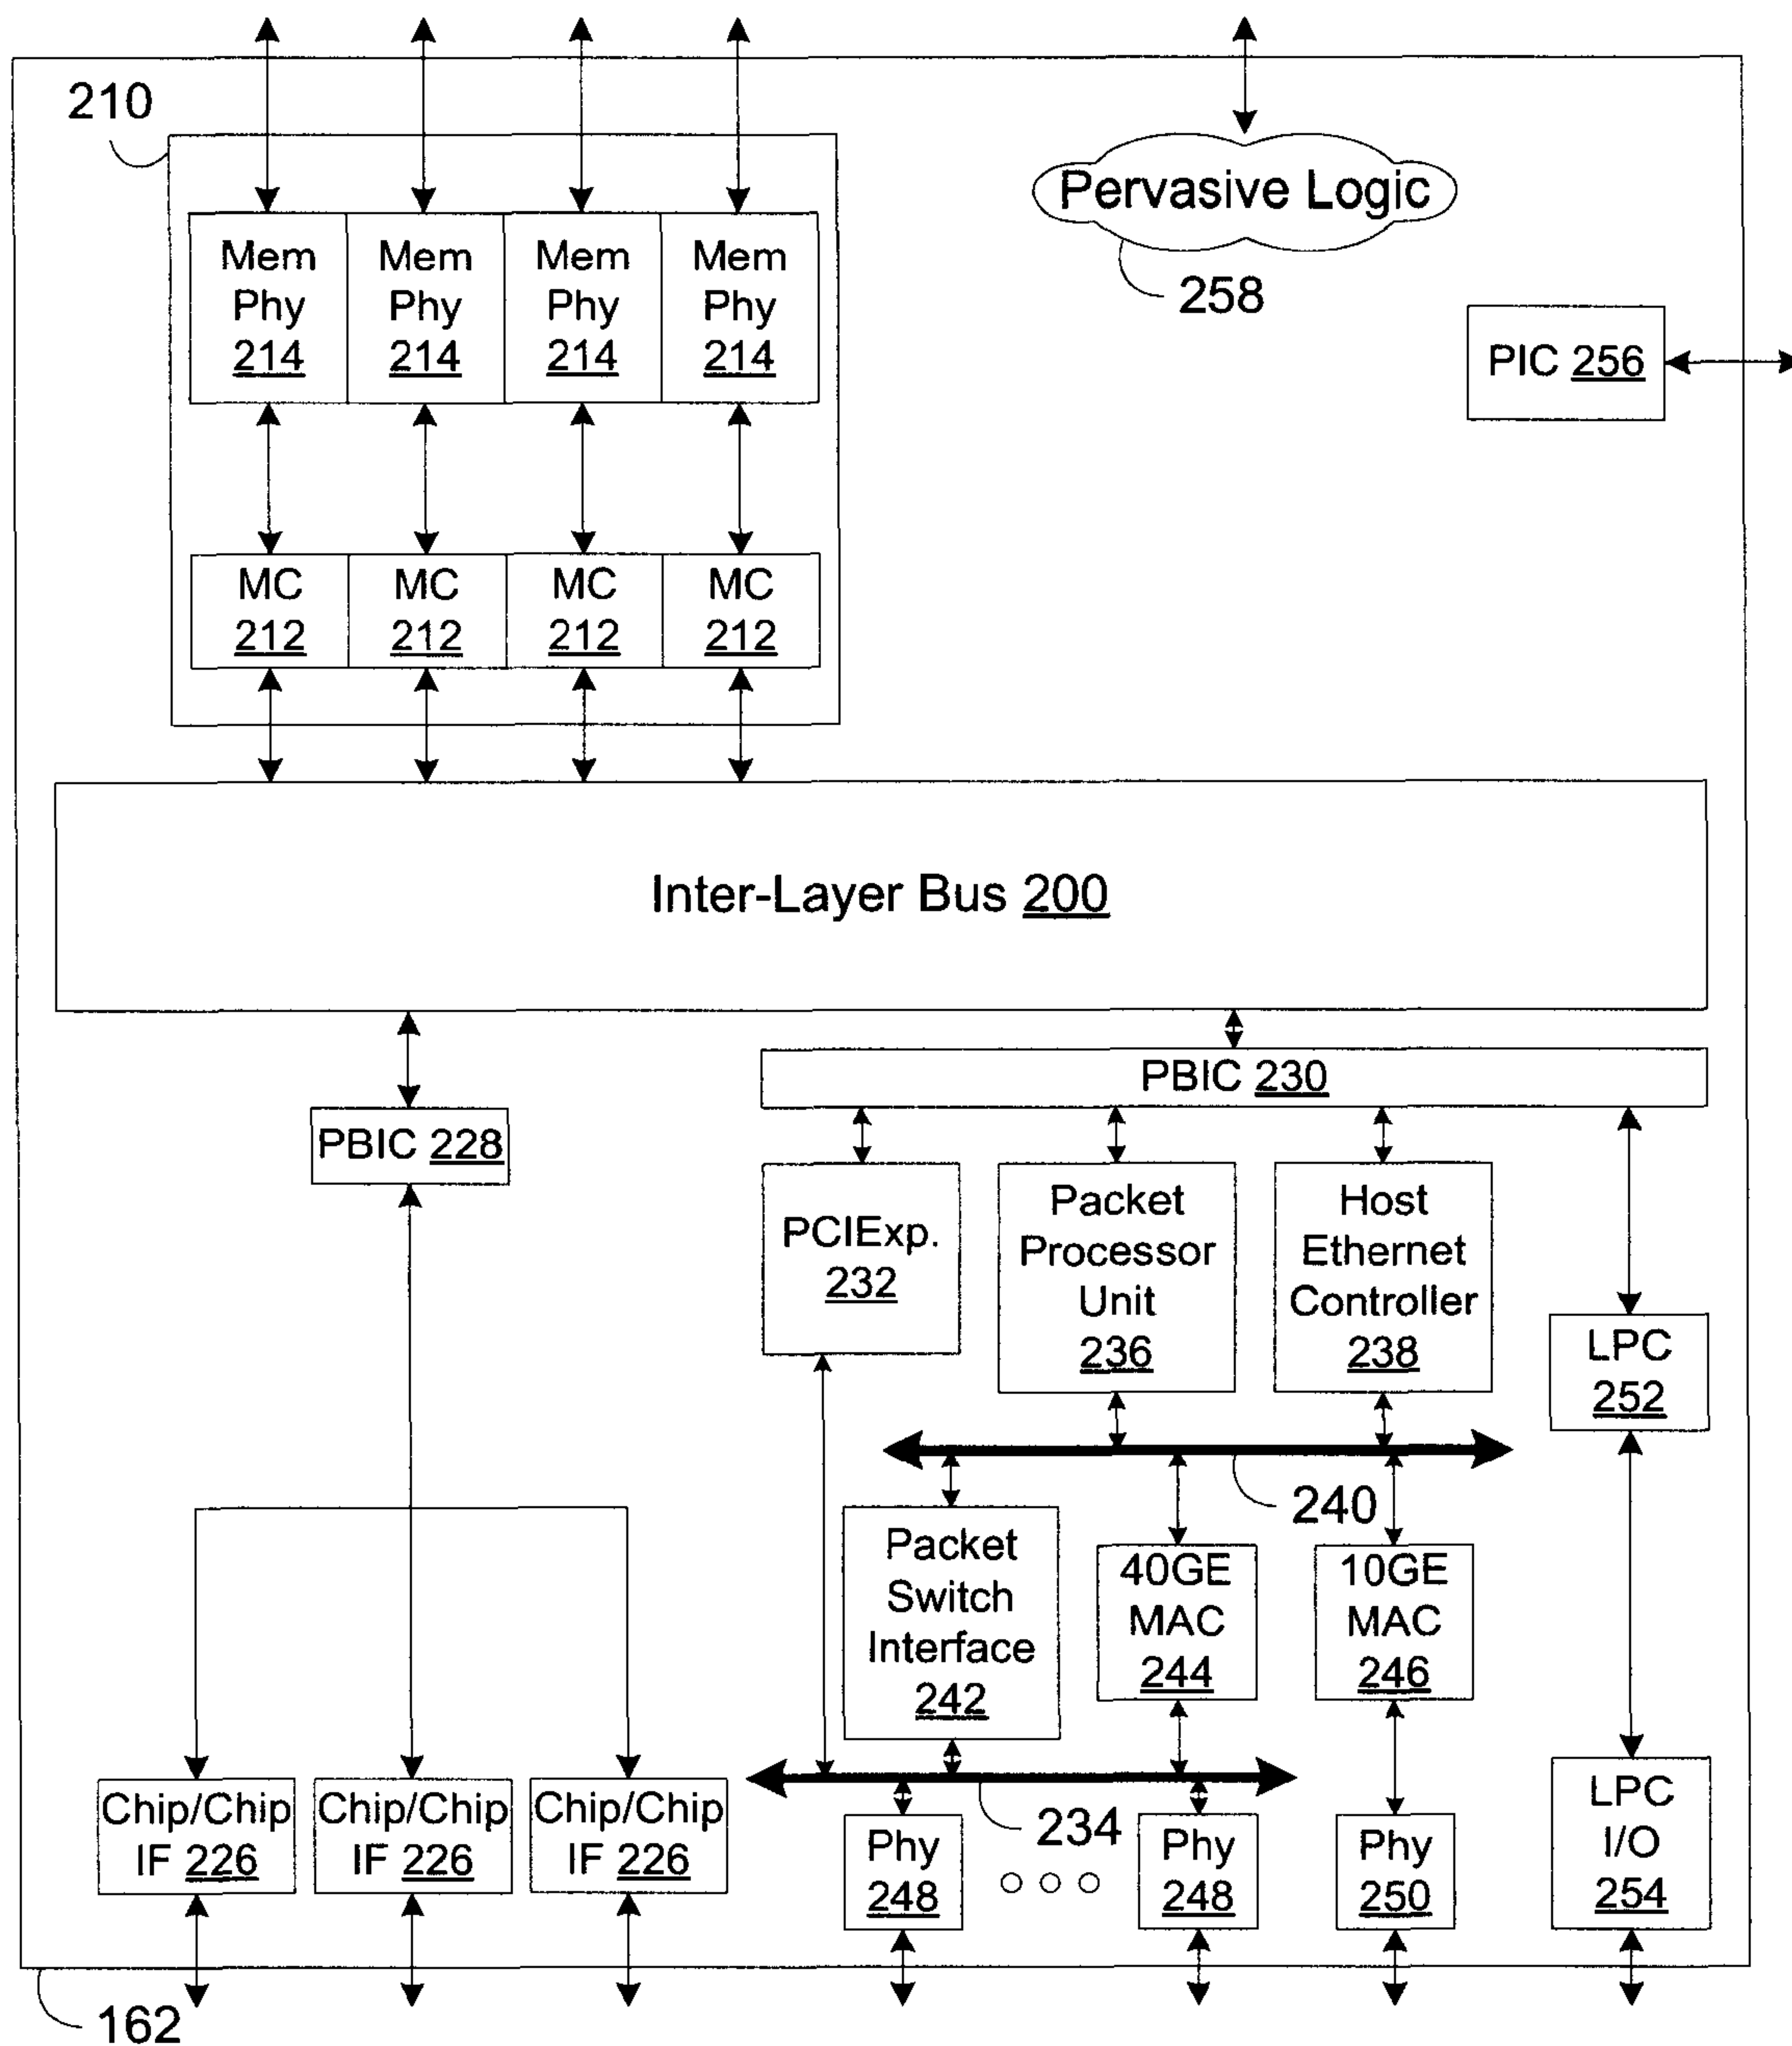 210
Mem
Phy
214
Mem
Phy
214
Mem
Phy
214
Mem
Phy
214
Pervasive Logic
258
PIC 256
MC
212
MC
212
MC
212
MC
212
Inter-Layer Bus 200
PBIC 230
PBIC 228
PCIExp.
232
Packet
Processor
Unit
236
Host
Ethernet
Controller
238
LPC
252
240
Packet
Switch
Interface
242
40GE
MAC
244
10GE
MAC
246
Chip/Chip
IF 226
Chip/Chip
IF 226
Chip/Chip
IF 226
234
Phy
248
Phy
248
Phy
250
LPC
I/O
254
162